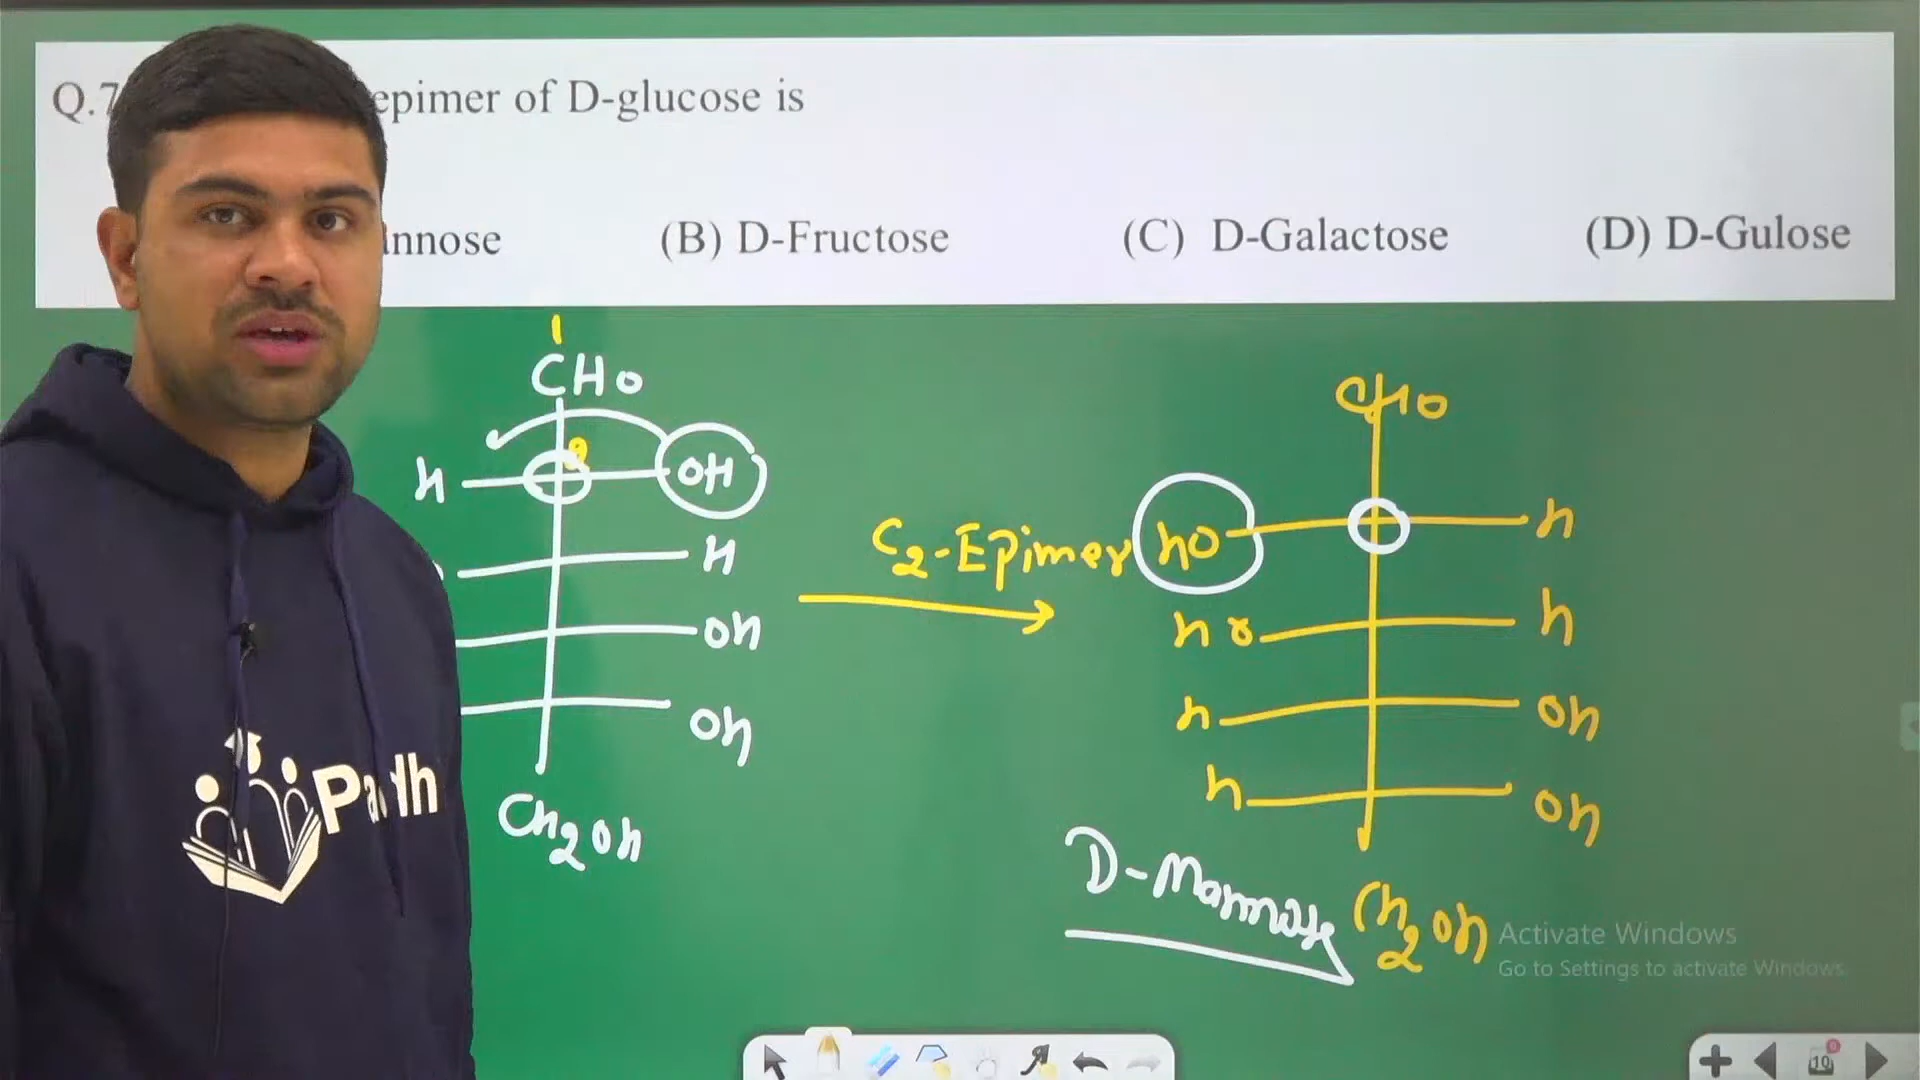 Q.7 epimer of D-glucose is
nnose (B) D-Fructose (C) D-Galactose (D) D-Gulose
1
CHO
H OH
H
OH
OH
CH2OH
C2-Epimer
CHO
HO H
HO H
H OH
H OH
CH2OH
D-Mannose
Activate Windows
Go to Settings to activate Windows.
10